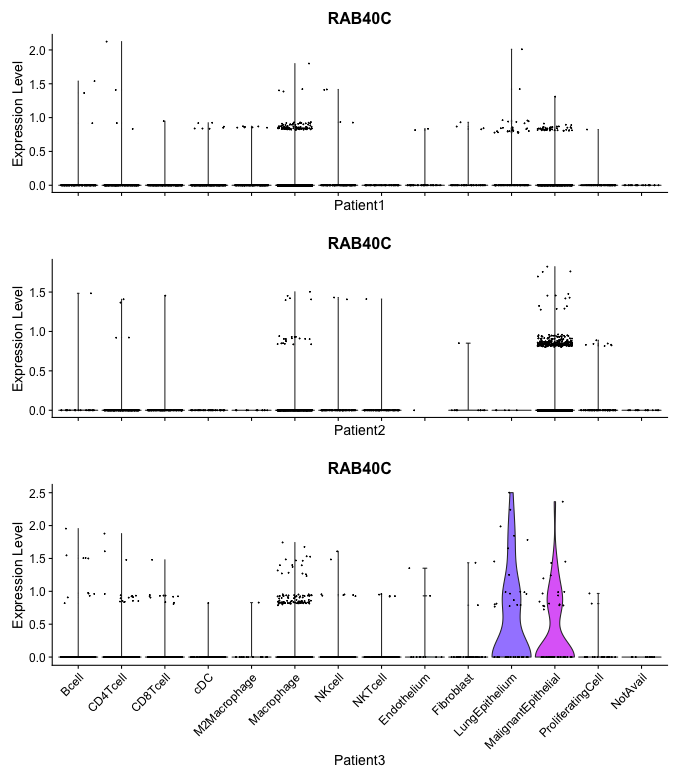 RAB40C
Expression Level
2.0
1.5
1.0
0.5
0.0
Patient1
RAB40C
Expression Level
1.5
1.0
0.5
0.0
Patient2
RAB40C
Expression Level
2.5
2.0
1.5
1.0
0.5
0.0
Bcell
CD4Tcell
CD8Tcell
cDC
M2Macrophage
Macrophage
NKcell
NKTcell
Endothelium
Fibroblast
LungEpithelium
MalignantEpithelial
ProliferatingCell
NotAvail
Patient3